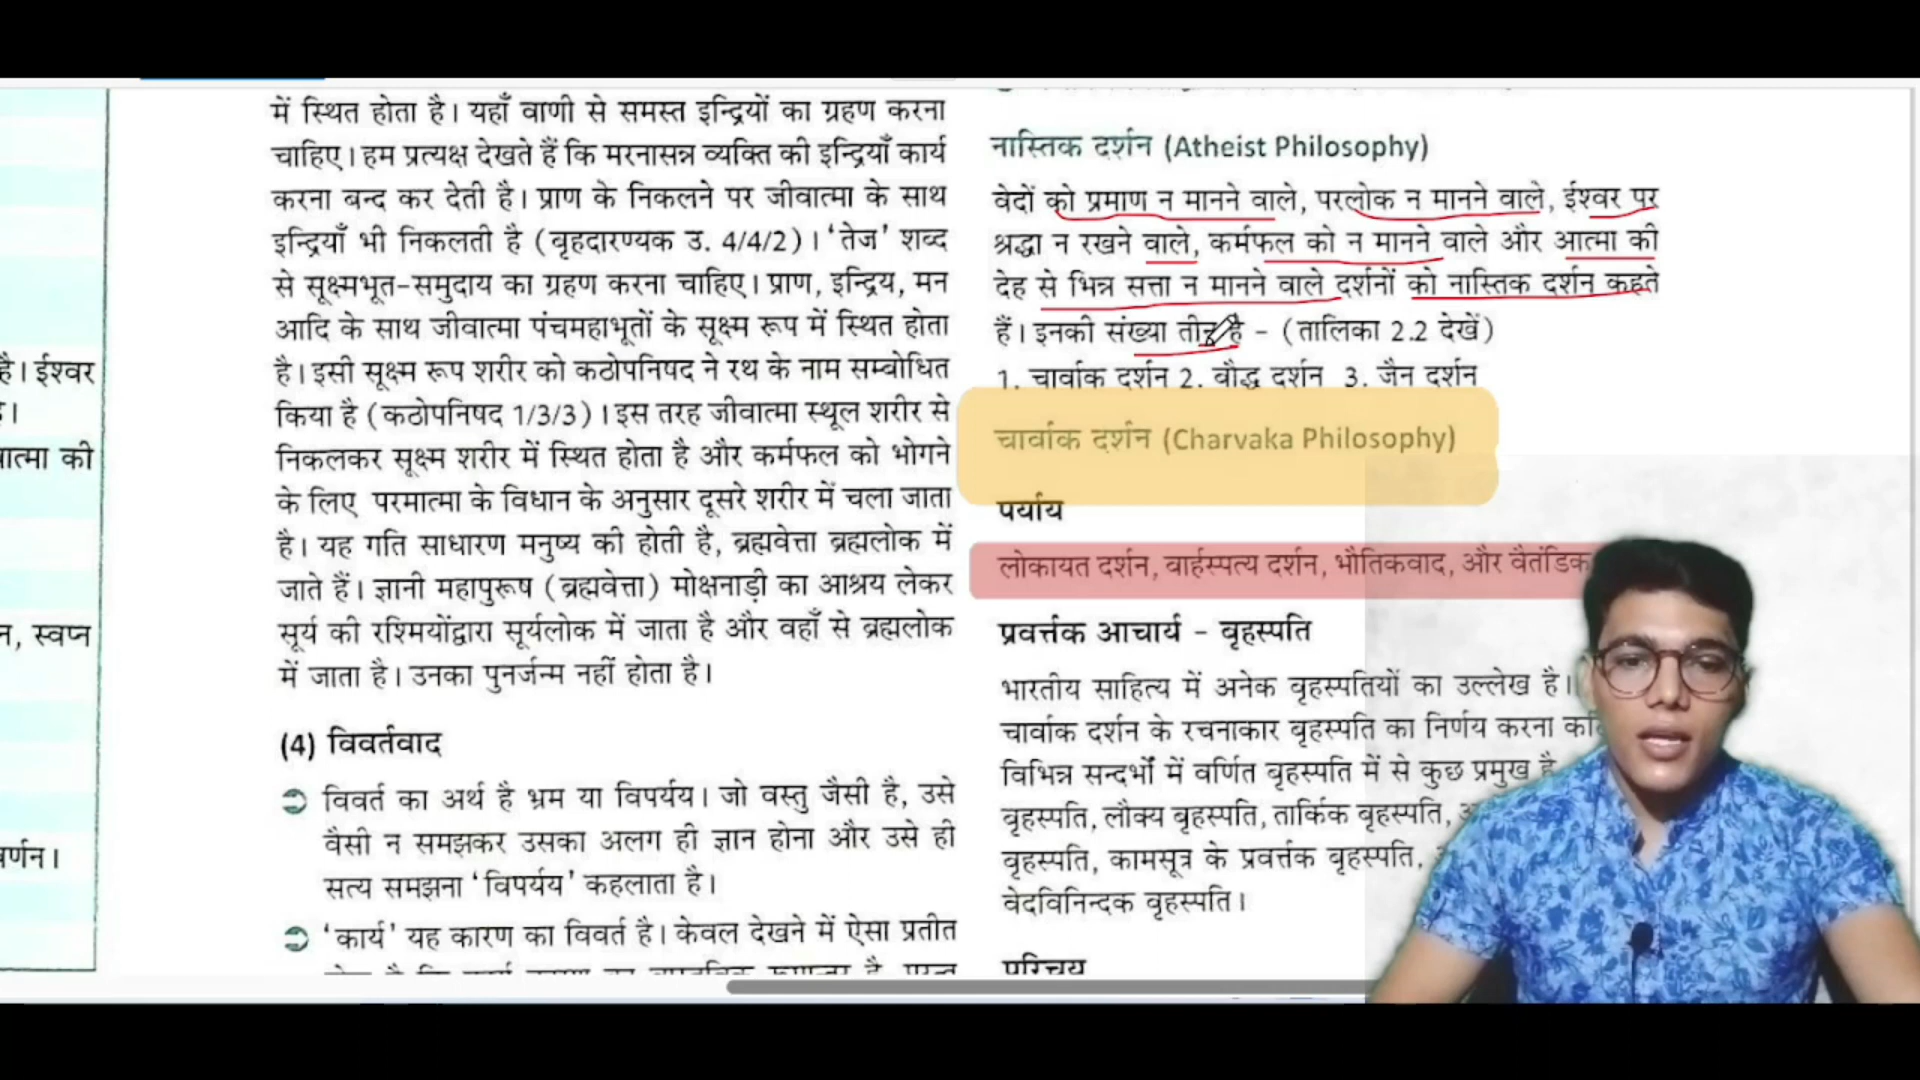 है। ईश्वर
है।
आत्मा की
न, स्वप्न
वर्णन।
में स्थित होता है। यहाँ वाणी से समस्त इन्द्रियों का ग्रहण करना
चाहिए। हम प्रत्यक्ष देखते हैं कि मरनासन्न व्यक्ति की इन्द्रियाँ कार्य
करना बन्द कर देती है। प्राण के निकलने पर जीवात्मा के साथ
इन्द्रियाँ भी निकलती है (बृहदारण्यक उ. 4/4/2)। 'तेज' शब्द
से सूक्ष्मभूत-समुदाय का ग्रहण करना चाहिए। प्राण, इन्द्रिय, मन
आदि के साथ जीवात्मा पंचमहाभूतों के सूक्ष्म रूप में स्थित होता
है। इसी सूक्ष्म रूप शरीर को कठोपनिषद ने रथ के नाम सम्बोधित
किया है (कठोपनिषद 1/3/3)। इस तरह जीवात्मा स्थूल शरीर से
निकलकर सूक्ष्म शरीर में स्थित होता है और कर्मफल को भोगने
के लिए परमात्मा के विधान के अनुसार दूसरे शरीर में चला जाता
है। यह गति साधारण मनुष्य की होती है, ब्रह्मवेत्ता ब्रह्मलोक में
जाते हैं। ज्ञानी महापुरूष (ब्रह्मवेत्ता) मोक्षनाड़ी का आश्रय लेकर
सूर्य की रश्मियोंद्वारा सूर्यलोक में जाता है और वहाँ से ब्रह्मलोक
में जाता है। उनका पुनर्जन्म नहीं होता है।
(4) विवर्तवाद
विवर्त का अर्थ है भ्रम या विपर्यय। जो वस्तु जैसी है, उसे
वैसी न समझकर उसका अलग ही ज्ञान होना और उसे ही
सत्य समझना 'विपर्यय' कहलाता है।
'कार्य' यह कारण का विवर्त है। केवल देखने में ऐसा प्रतीत
नास्तिक दर्शन (Atheist Philosophy)
वेदों को प्रमाण न मानने वाले, परलोक न मानने वाले, ईश्वर पर
श्रद्धा न रखने वाले, कर्मफल को न मानने वाले और आत्मा की
देह से भिन्न सत्ता न मानने वाले दर्शनों को नास्तिक दर्शन कहते
हैं। इनकी संख्या तीन है - (तालिका 2.2 देखें)
1. चार्वाक दर्शन 2. बौद्ध दर्शन 3. जैन दर्शन
चार्वाक दर्शन (Charvaka Philosophy)
पर्याय
लोकायत दर्शन, वार्हस्पत्य दर्शन, भौतिकवाद, और वैतंडिक
प्रवर्त्तक आचार्य - बृहस्पति
भारतीय साहित्य में अनेक वृहस्पतियों का उल्लेख है।
चार्वाक दर्शन के रचनाकार बृहस्पति का निर्णय करना
विभिन्न सन्दर्भों में वर्णित बृहस्पति में से कुछ प्रमुख है
वृहस्पति, लौक्य बृहस्पति, तार्किक बृहस्पति,
वृहस्पति, कामसूत्र के प्रवर्त्तक बृहस्पति,
वेदविनिन्दक वृहस्पति।
परिचय